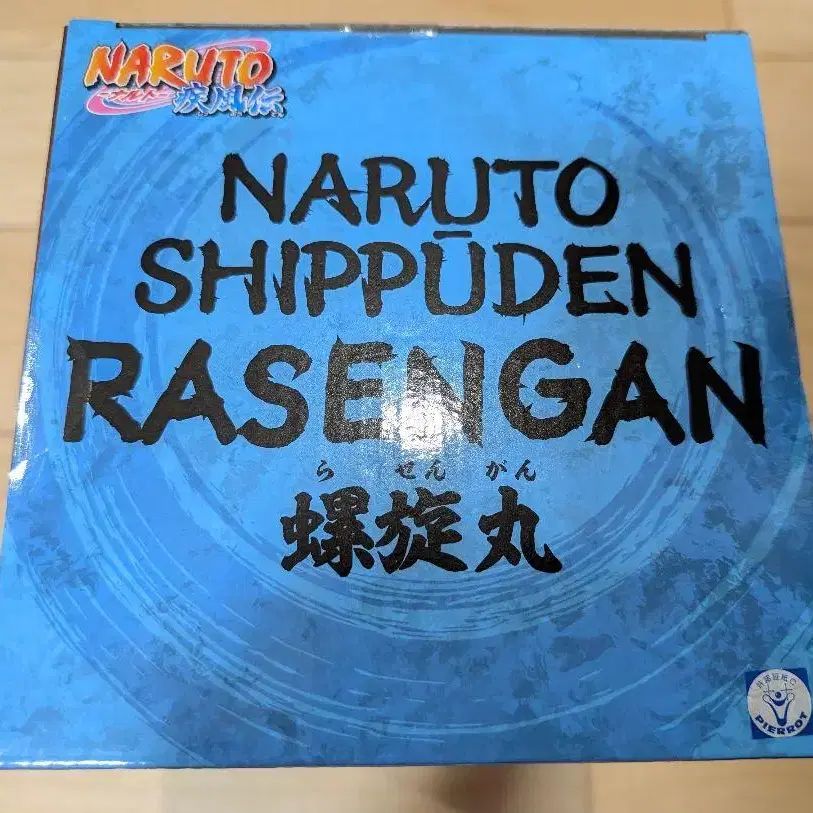 NARUTO
-ナルト-
疾風伝
NARUTO
SHIPPŪDEN
RASENGAN
ら せん がん
螺旋丸
PIERROT